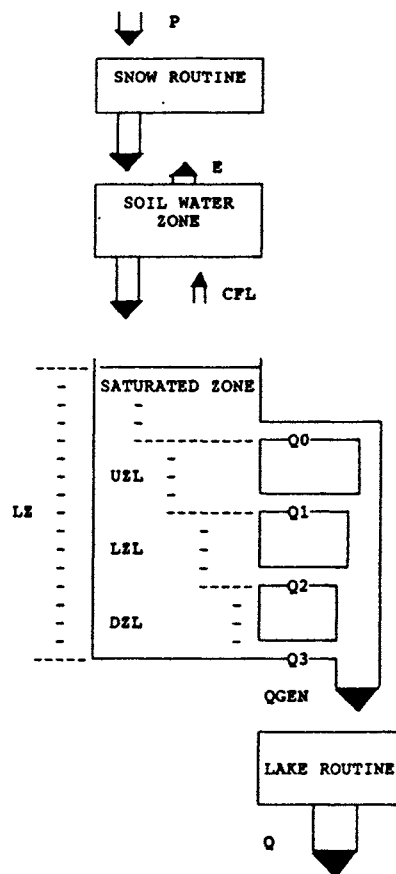 P
SNOW ROUTINE
E
SOIL WATER
ZONE
CFL
SATURATED ZONE
Q0
UZL
Q1
LZ
LZL
Q2
DZL
Q3
QGEN
LAKE ROUTINE
Q